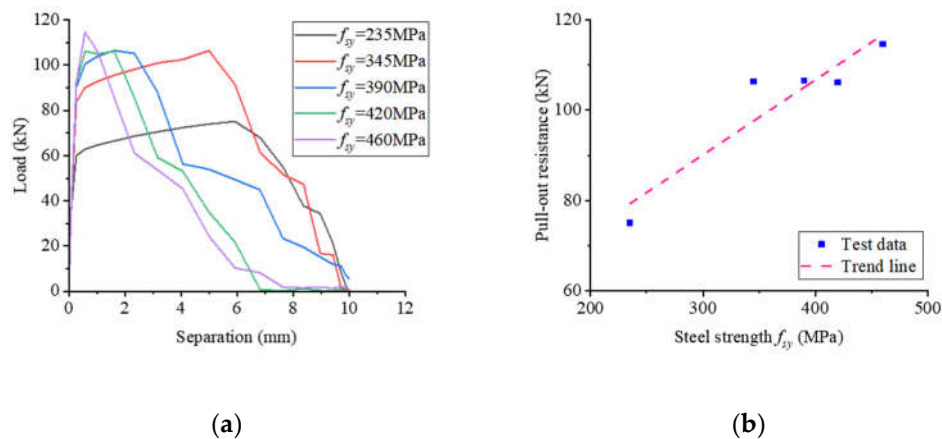 120
100
80
60
40
20
0
0
2
4
6
8
10
12
Load (kN)
Separation (mm)
fsy=235MPa
fsy=345MPa
fsy=390MPa
fsy=420MPa
fsy=460MPa
(a)
120
100
80
60
200
300
400
500
Pull-out resistance (kN)
Steel strength fsy (MPa)
Test data
Trend line
(b)